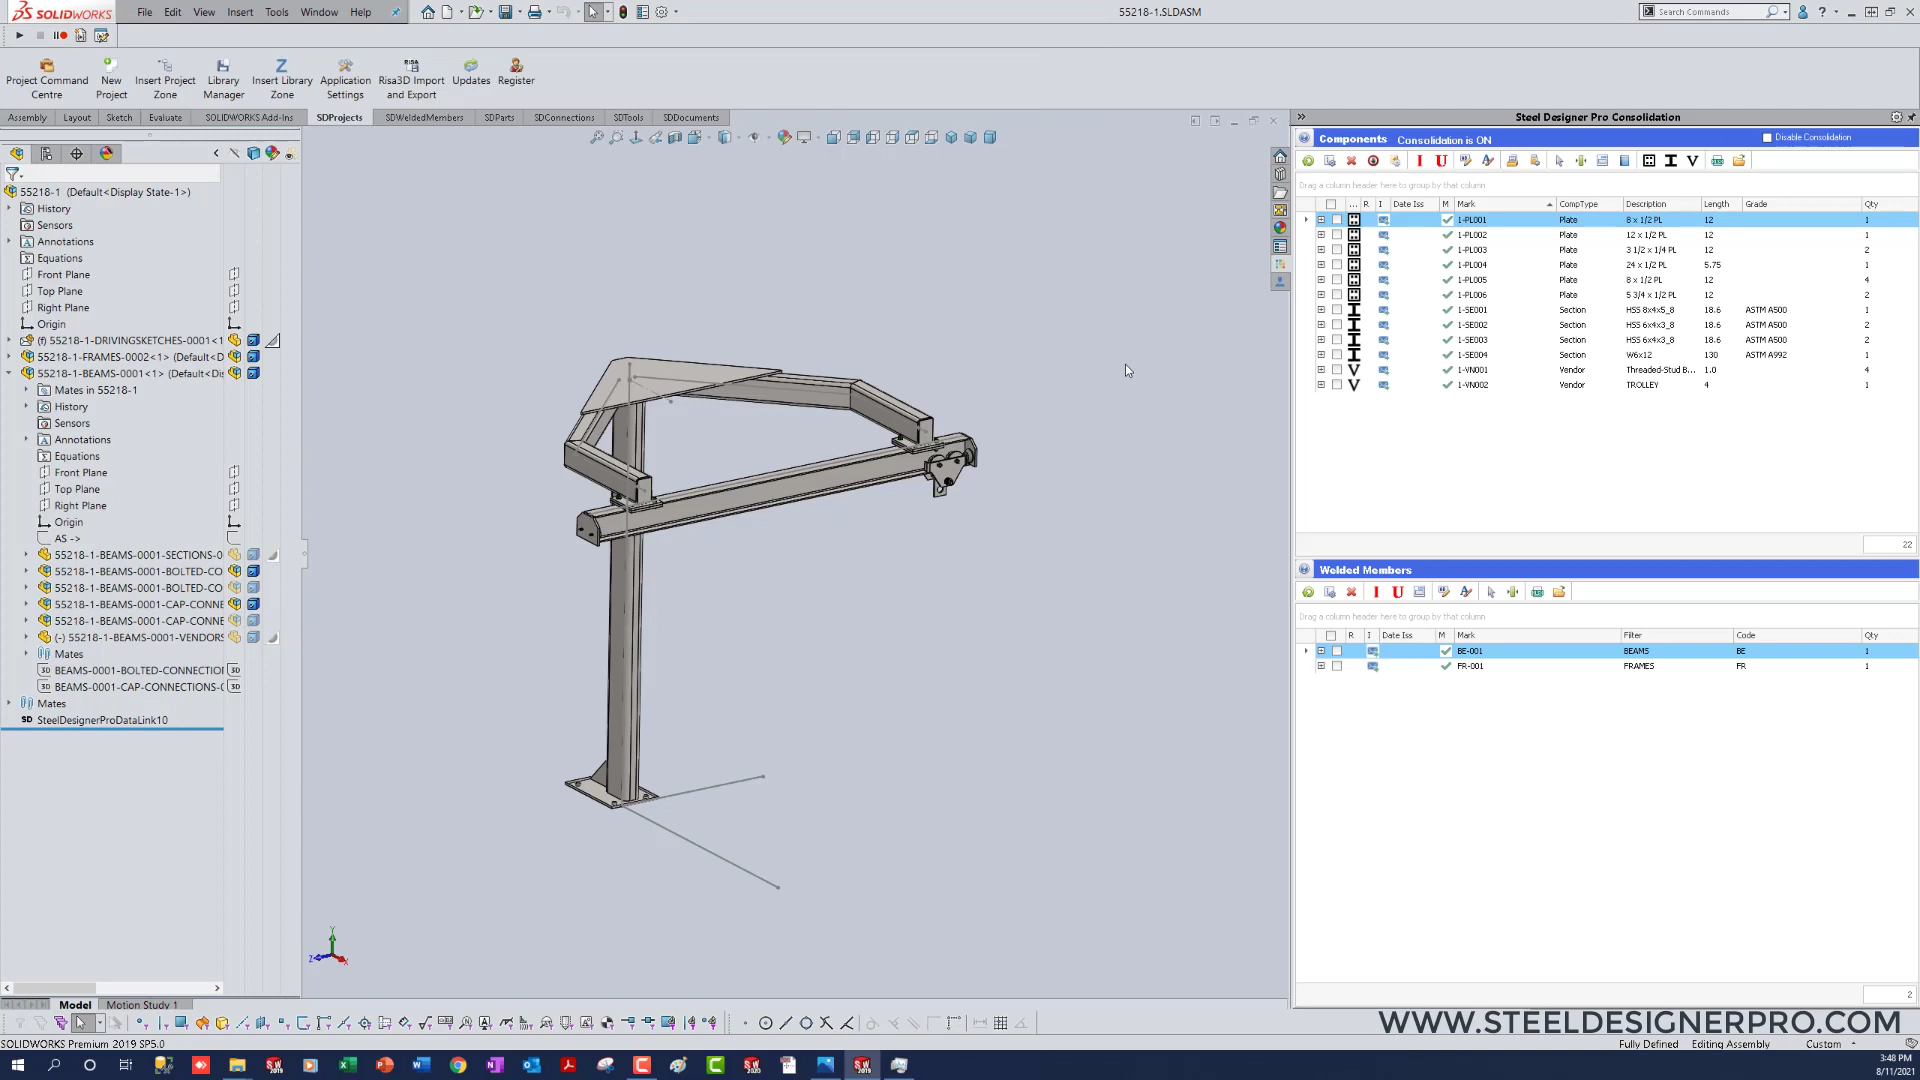 SOLIDWORKS File Edit View Insert Tools Window Help 55218-1.SLDASM Search Commands
Project Command Centre
New Project
Insert Project Zone
Library Manager
Insert Library Zone
Application Settings
Risa3D Import and Export
Updates
Register
Assembly Layout Sketch Evaluate SOLIDWORKS Add-Ins SDProjects SDWeldedMembers SDParts SDConnections SDTools SDDocuments
55218-1 (Default<Display State-1>)
History
Sensors
Annotations
Equations
Front Plane
Top Plane
Right Plane
Origin
(f) 55218-1-DRIVINGSKETCHES-0001<1
55218-1-FRAMES-0002<1> (Default<D
55218-1-BEAMS-0001<1> (Default<Dis
Mates in 55218-1
History
Sensors
Annotations
Equations
Front Plane
Top Plane
Right Plane
Origin
AS ->
55218-1-BEAMS-0001-SECTIONS-0
55218-1-BEAMS-0001-BOLTED-CO
55218-1-BEAMS-0001-BOLTED-CO
55218-1-BEAMS-0001-CAP-CONNE
55218-1-BEAMS-0001-CAP-CONNE
(-) 55218-1-BEAMS-0001-VENDORS
Mates
BEAMS-0001-BOLTED-CONNECTIO
BEAMS-0001-CAP-CONNECTIONS-0
Mates
SD SteelDesignerProDataLink10
Y
Z
X
Steel Designer Pro Consolidation
Components Consolidation is ON Disable Consolidation
Drag a column header here to group by that column
... R I Date Iss M Mark CompType Description Length Grade Qty
1-PL001 Plate 8 x 1/2 PL 12 1
1-PL002 Plate 12 x 1/2 PL 12 1
1-PL003 Plate 3 1/2 x 1/4 PL 12 2
1-PL004 Plate 24 x 1/2 PL 5.75 1
1-PL005 Plate 8 x 1/2 PL 12 4
1-PL006 Plate 5 3/4 x 1/2 PL 12 2
1-SE001 Section HSS 8x4x5_8 18.6 ASTM A500 1
1-SE002 Section HSS 6x4x3_8 18.6 ASTM A500 2
1-SE003 Section HSS 6x4x3_8 18.6 ASTM A500 2
1-SE004 Section W6x12 130 ASTM A992 1
1-VN001 Vendor Threaded-Stud B... 1.0 4
1-VN002 Vendor TROLLEY 4 1
22
Welded Members
Drag a column header here to group by that column
R I Date Iss M Mark Filter Code Qty
BE-001 BEAMS BE 1
FR-001 FRAMES FR 1
2
Model Motion Study 1
WWW.STEELDESIGNERPRO.COM
SOLIDWORKS Premium 2019 SP5.0 Fully Defined Editing Assembly Custom
3:48 PM
8/11/2021